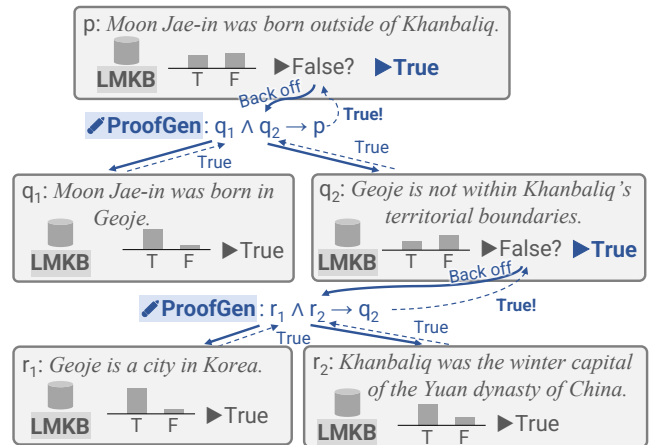 p: Moon Jae-in was born outside of Khanbaliq.
LMKB T F ▶False? ▶True
Back off True!
ProofGen: q₁ ∧ q₂ → p
True True
q₁: Moon Jae-in was born in
Geoje.
LMKB T F ▶True
q₂: Geoje is not within Khanbaliq's
territorial boundaries.
LMKB T F ▶False? ▶True
Back off
ProofGen: r₁ ∧ r₂ → q₂ True!
True True
r₁: Geoje is a city in Korea.
LMKB T F ▶True
r₂: Khanbaliq was the winter capital
of the Yuan dynasty of China.
LMKB T F ▶True